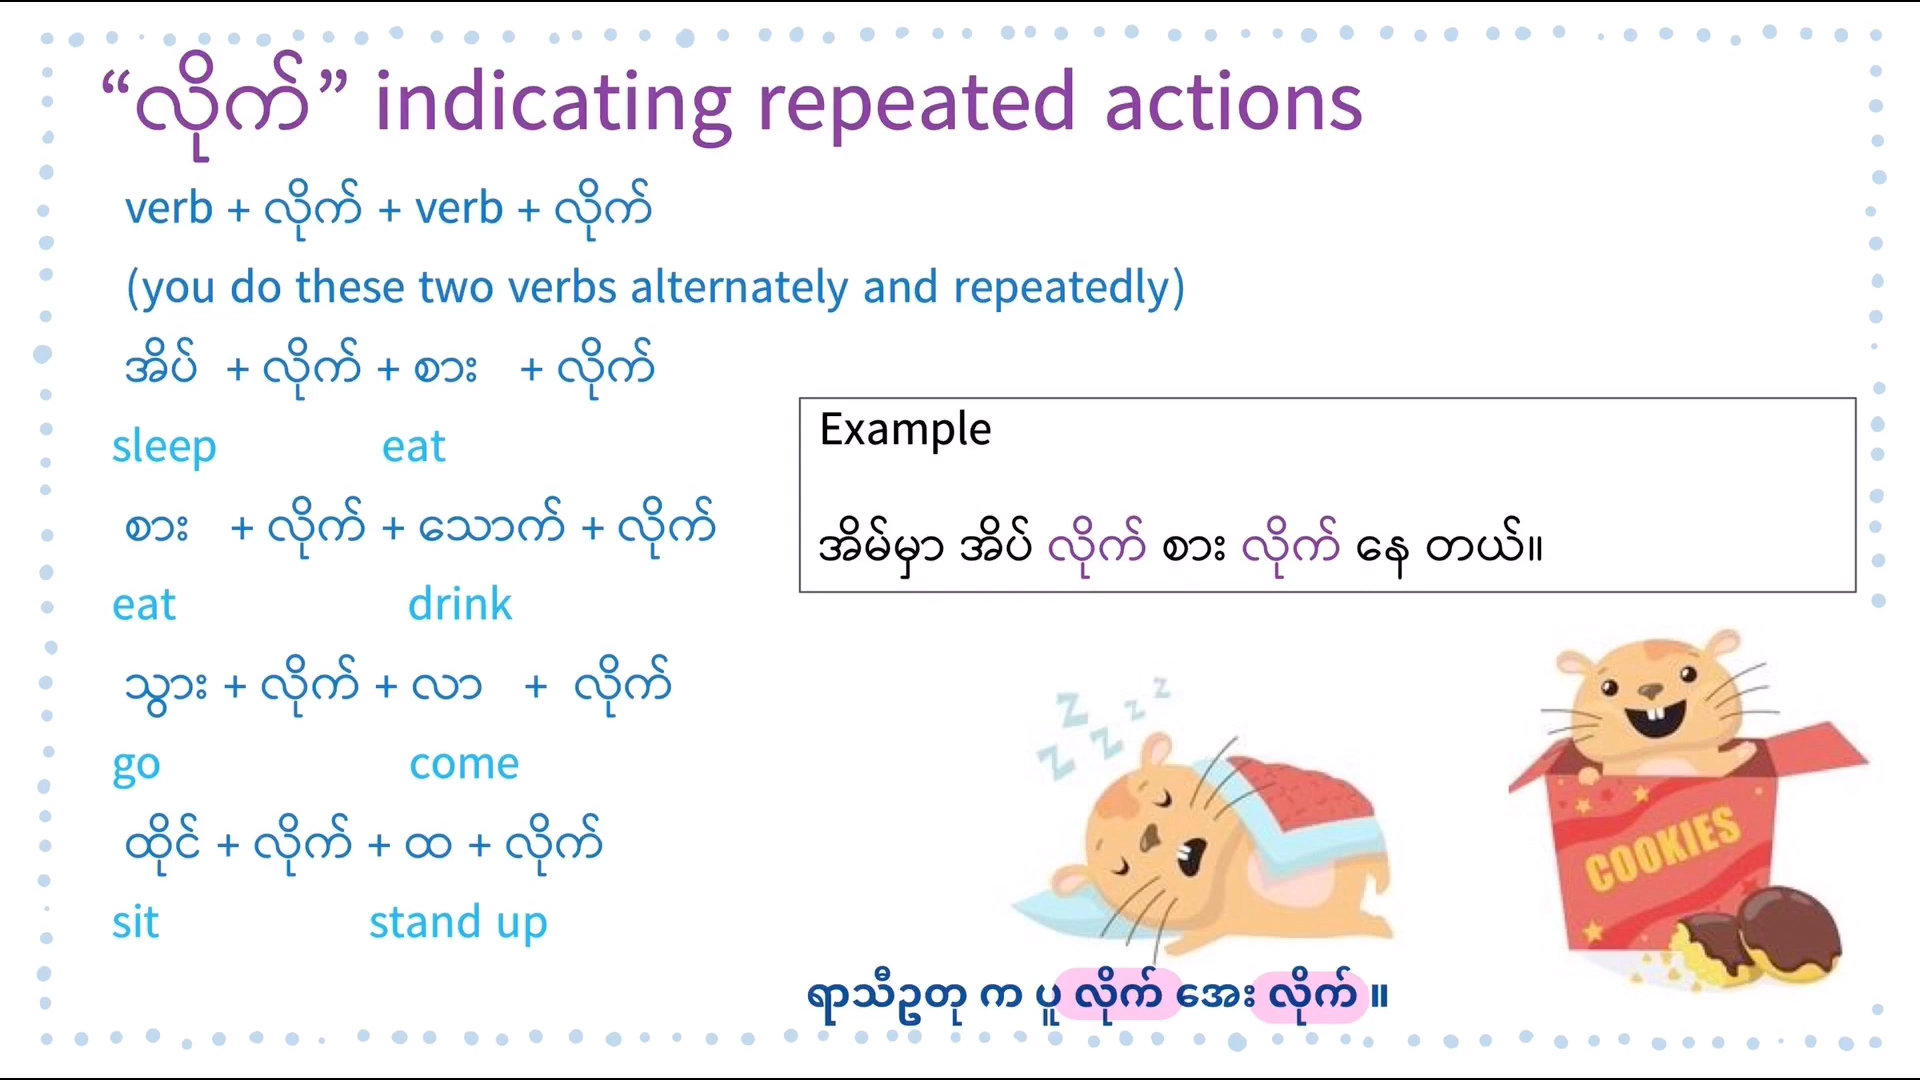 “လိုက်” indicating repeated actions
verb + လိုက် + verb + လိုက်
(you do these two verbs alternately and repeatedly)
အိပ် + လိုက် + စား + လိုက်
sleep eat
စား + လိုက် + သောက် + လိုက်
eat drink
သွား + လိုက် + လာ + လိုက်
go come
ထိုင် + လိုက် + ထ + လိုက်
sit stand up
Example
အိမ်မှာ အိပ် လိုက် စား လိုက် နေ တယ်။
z z z z z
COOKIES
ရာသီဥတု က ပူ လိုက် အေး လိုက် ။